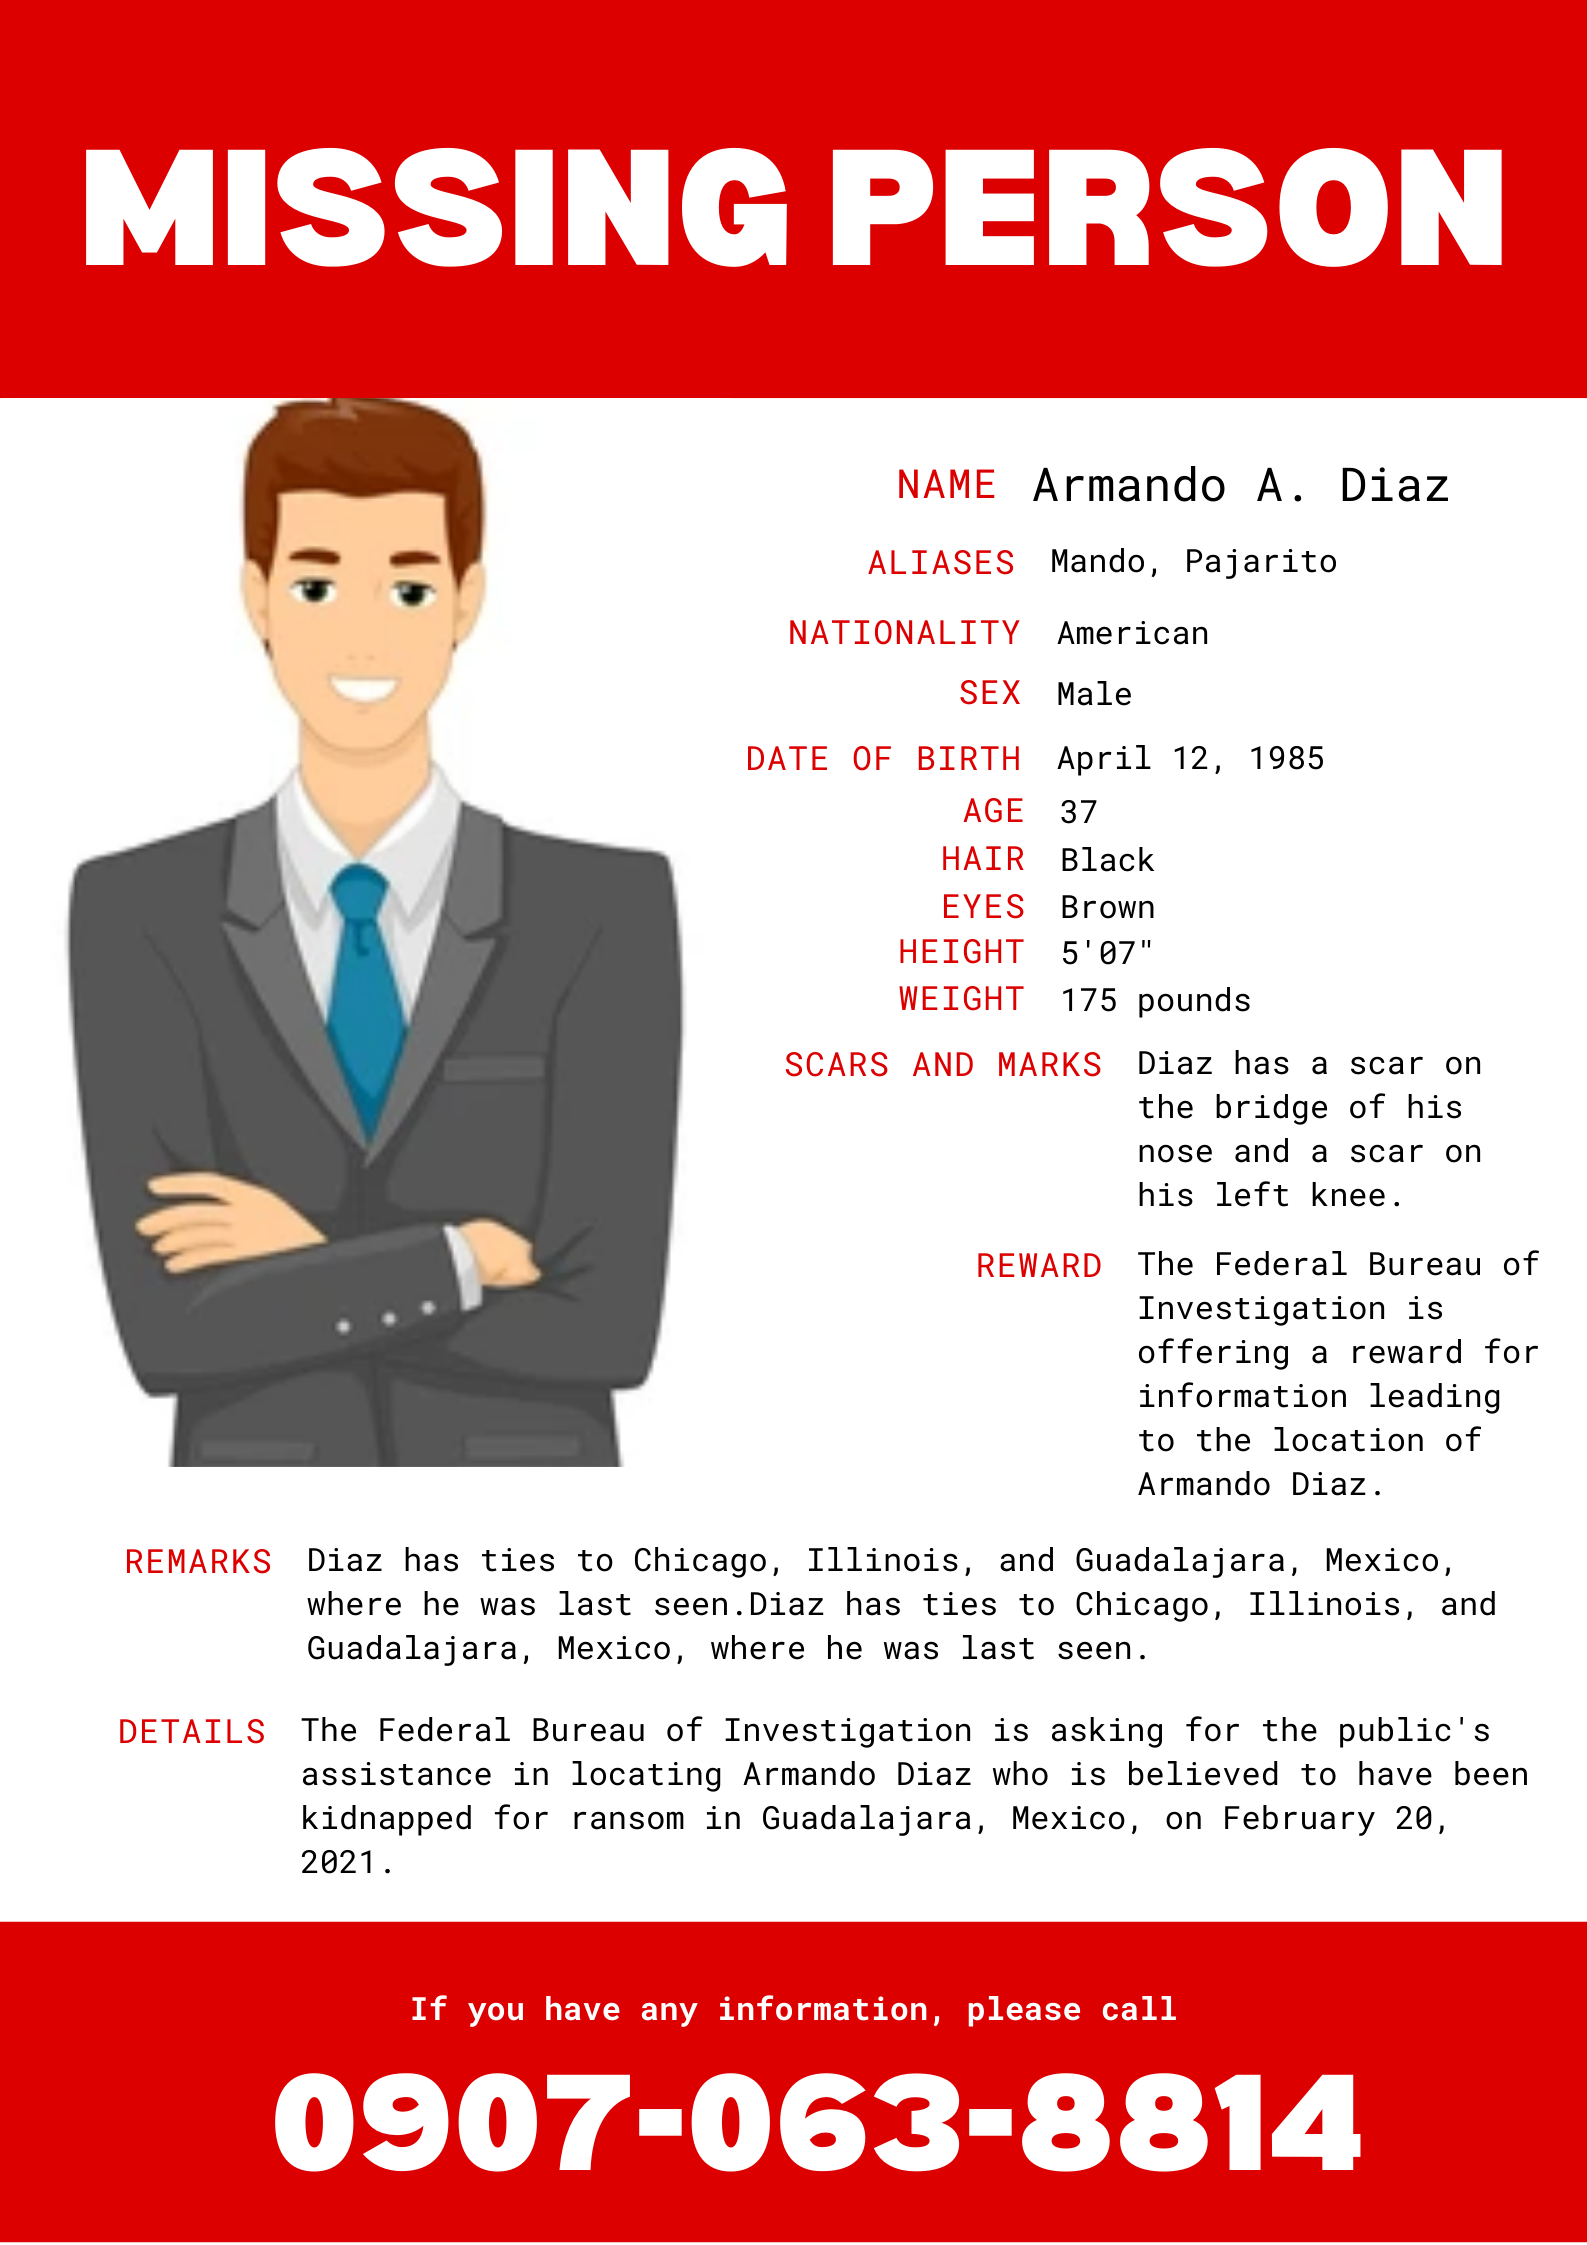 MISSING PERSON
NAME Armando A. Diaz
ALIASES Mando, Pajarito
NATIONALITY American
SEX Male
DATE OF BIRTH April 12, 1985
AGE 37
HAIR Black
EYES Brown
HEIGHT 5'07"
WEIGHT 175 pounds
SCARS AND MARKS Diaz has a scar on
the bridge of his
nose and a scar on
his left knee.
REWARD The Federal Bureau of
Investigation is
offering a reward for
information leading
to the location of
Armando Diaz.
REMARKS Diaz has ties to Chicago, Illinois, and Guadalajara, Mexico,
where he was last seen.Diaz has ties to Chicago, Illinois, and
Guadalajara, Mexico, where he was last seen.
DETAILS The Federal Bureau of Investigation is asking for the public's
assistance in locating Armando Diaz who is believed to have been
kidnapped for ransom in Guadalajara, Mexico, on February 20,
2021.
If you have any information, please call
0907-063-8814